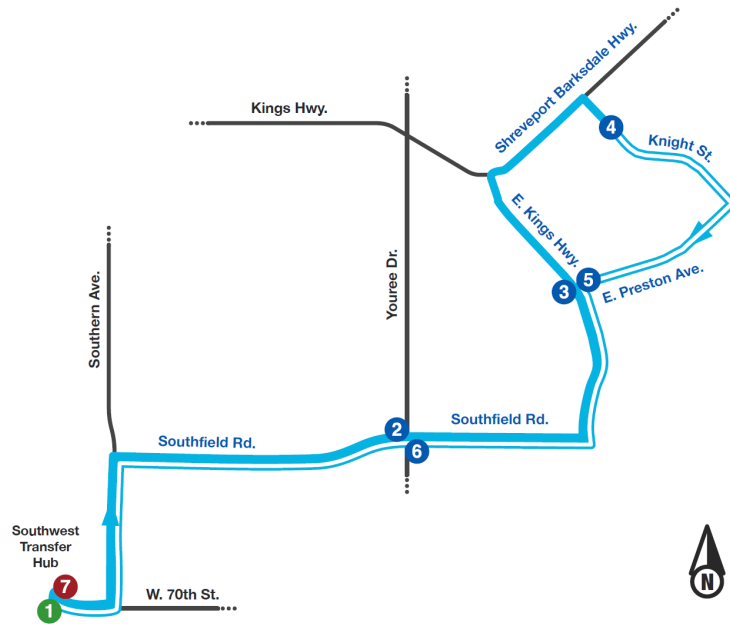 Shreveport Barksdale Hwy.
Kings Hwy.
4
Knight St.
E. Kings Hwy.
Youree Dr.
5
3
E. Preston Ave.
Southern Ave.
2
Southfield Rd.
Southfield Rd.
6
Southwest
Transfer
Hub
7
1
W. 70th St.
N